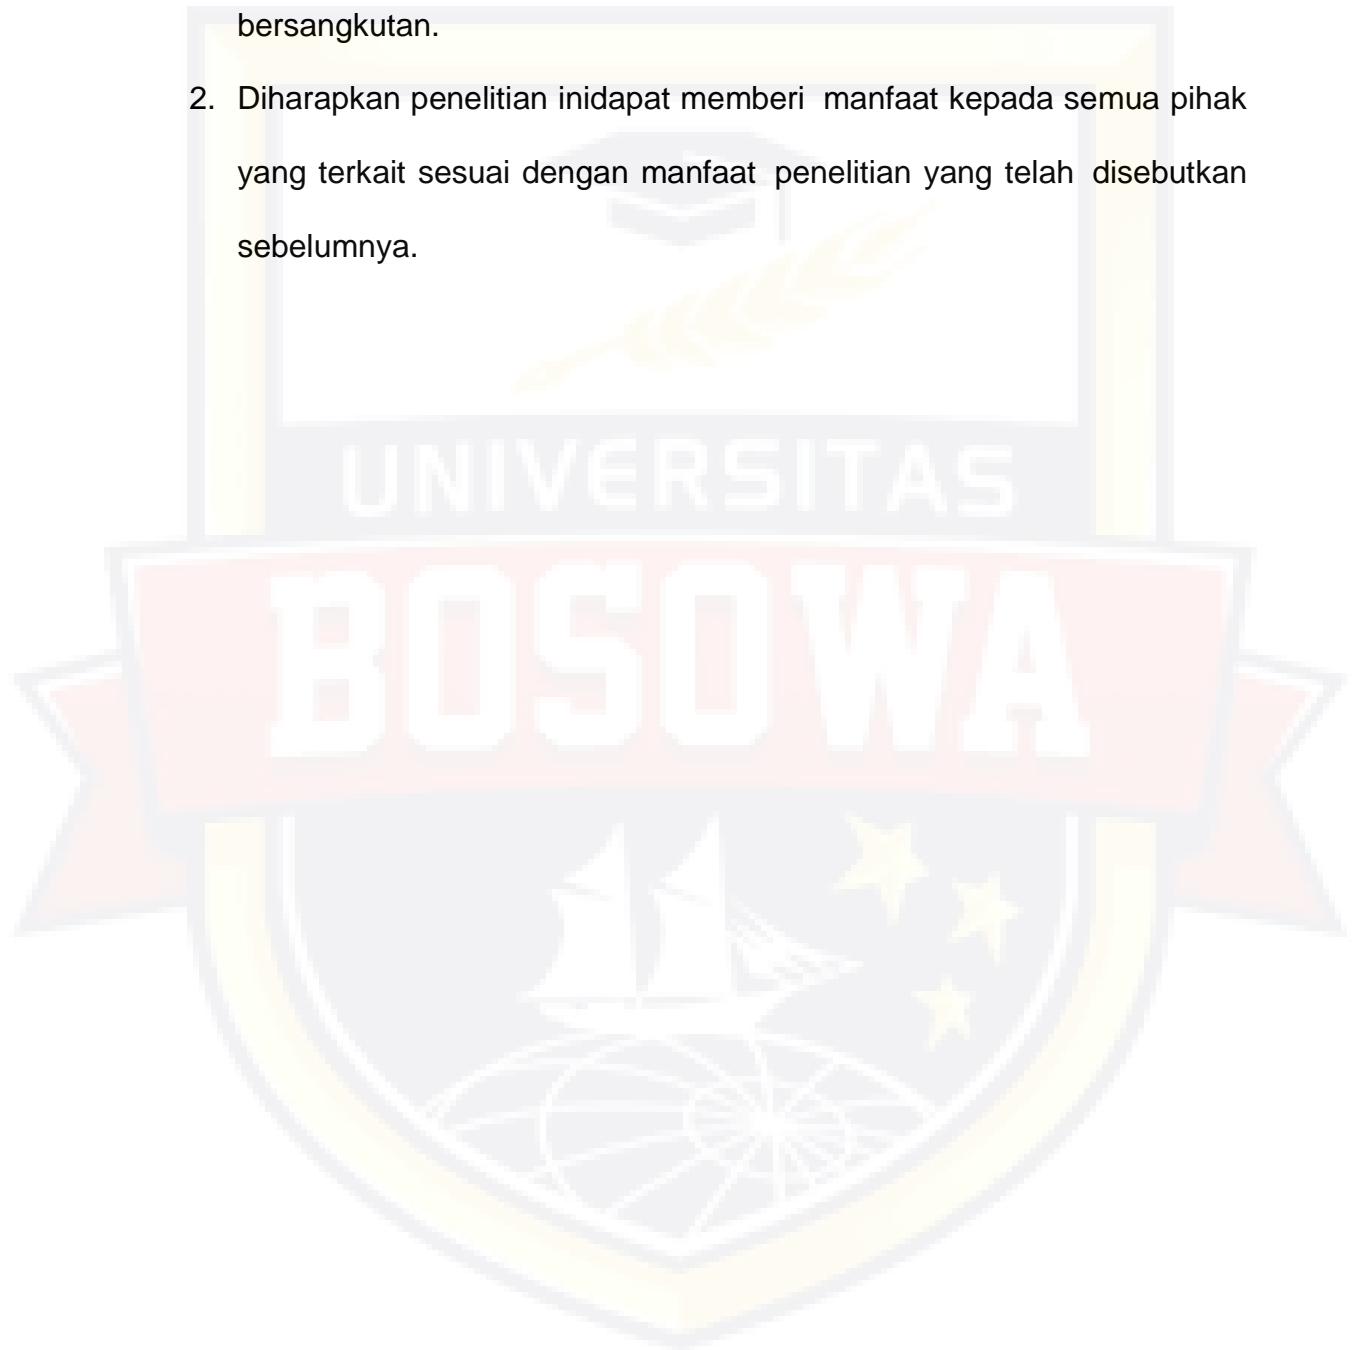 bersangkutan.
2. Diharapkan penelitian inidapat memberi manfaat kepada semua pihak
yang terkait sesuai dengan manfaat penelitian yang telah disebutkan
sebelumnya.
UNIVERSITAS
BOSOWA